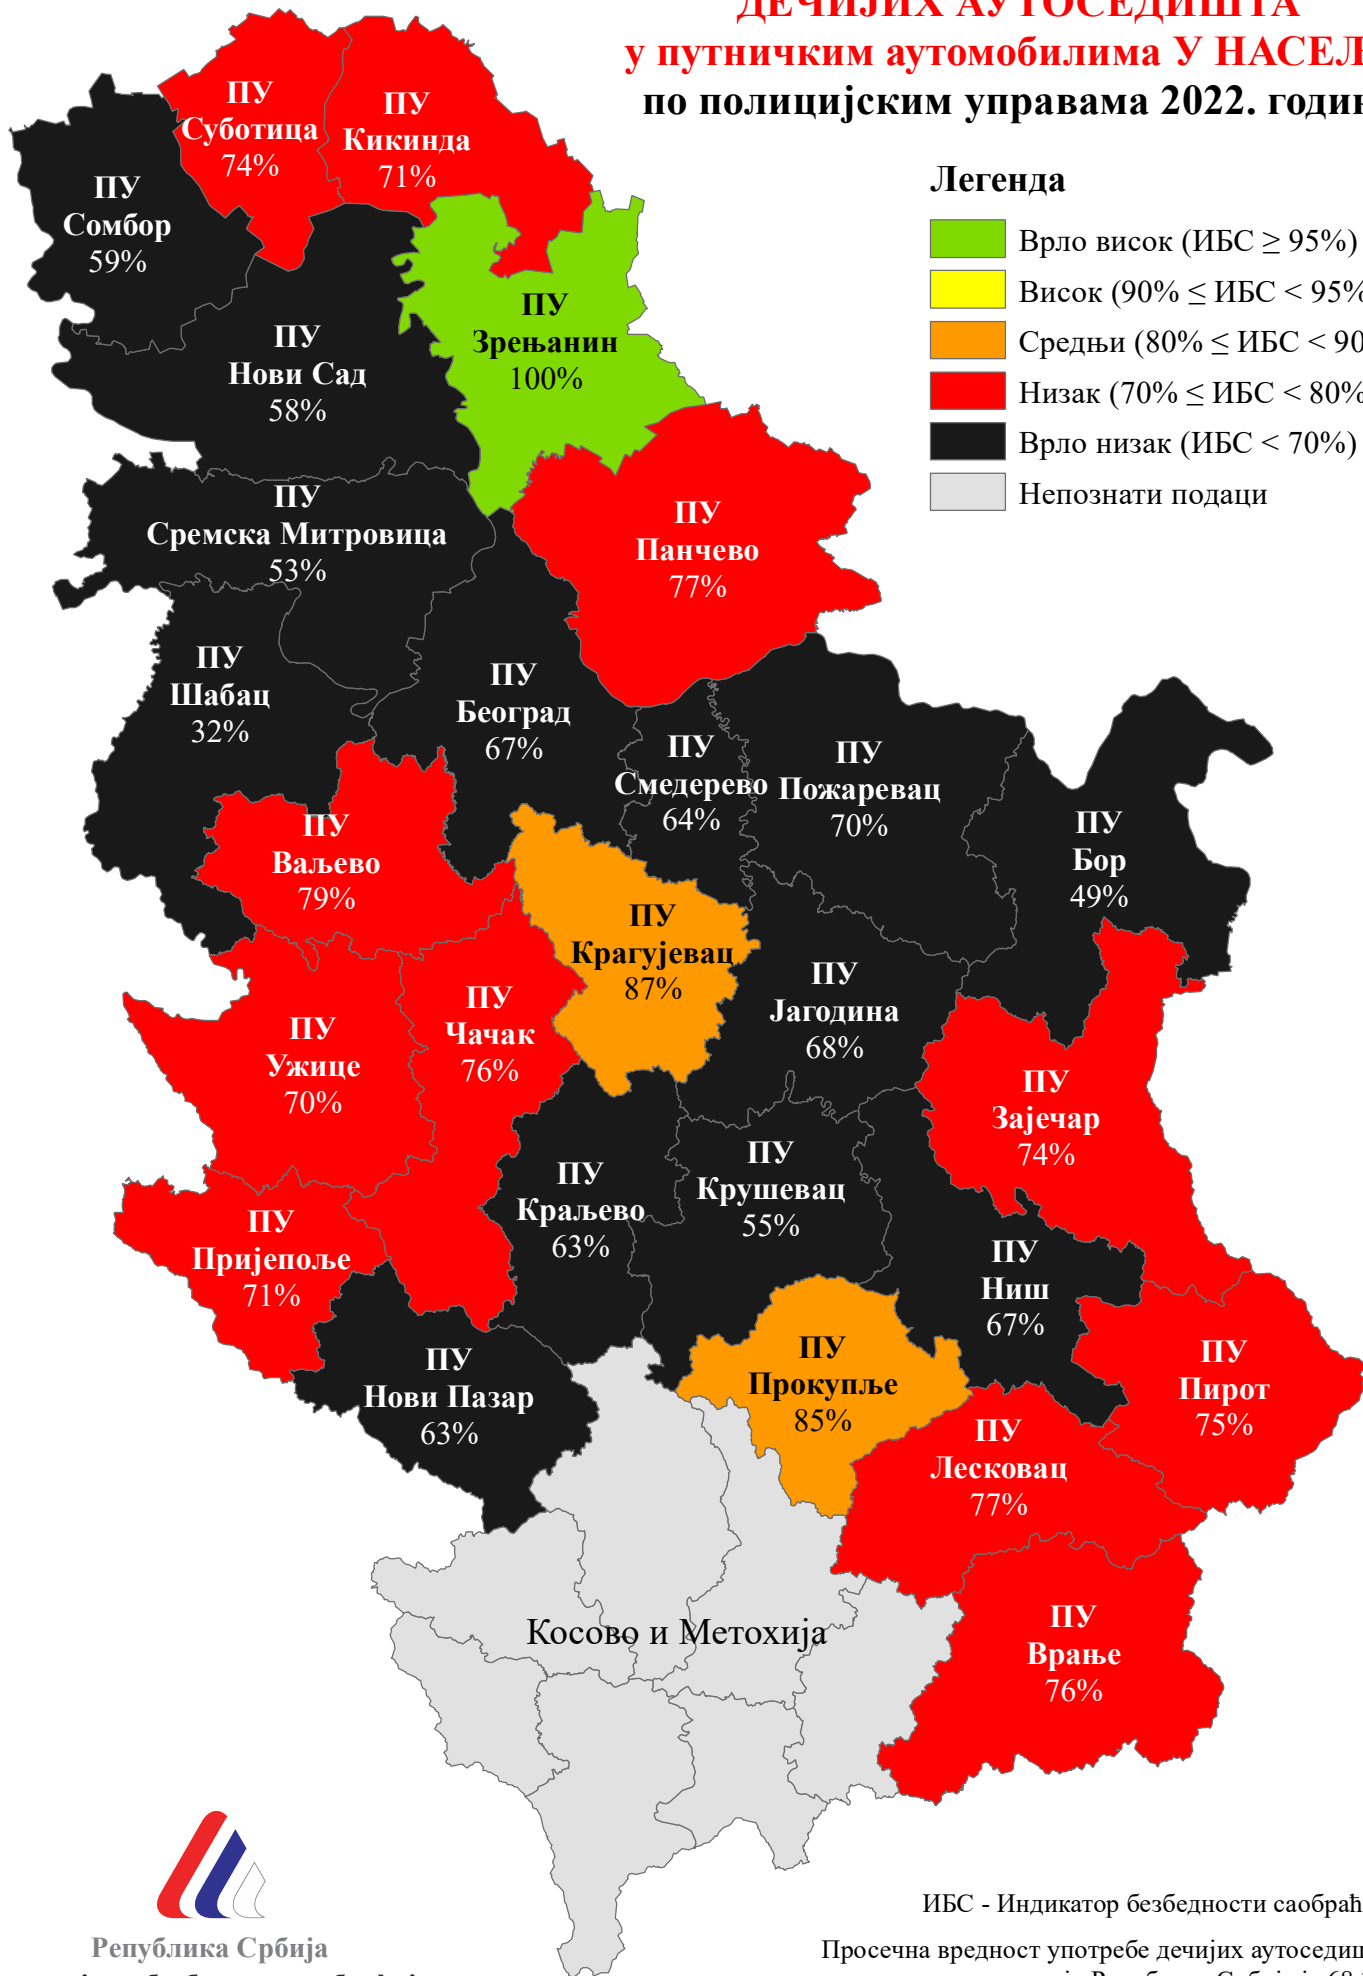 ДЕЧИЈИХ АУТОСЕДИШТА
у путничким аутомобилима У
по полицијским управама 2022.
Легенда
Врло висок (ИБС ≥ 95%)
Висок (90% ≤ ИБС < 95%
Средњи (80% ≤ ИБС < 90
Низак (70% ≤ ИБС < 80%
Врло низак (ИБС < 70%)
Непознати подаци
ПУ
Суботица
74%
ПУ
Кикинда
71%
ПУ
Сомбор
59%
ПУ
Зрењанин
100%
ПУ
Нови Сад
58%
ПУ
Сремска Митровица
53%
ПУ
Панчево
77%
ПУ
Шабац
32%
ПУ
Београд
67%
ПУ
Смедерево
64%
ПУ
Пожаревац
70%
ПУ
Бор
49%
ПУ
Ваљево
79%
ПУ
Крагујевац
87%
ПУ
Јагодина
68%
ПУ
Чачак
76%
ПУ
Ужице
70%
ПУ
Зајечар
74%
ПУ
Краљево
63%
ПУ
Крушевац
55%
ПУ
Пријепоље
71%
ПУ
Ниш
67%
ПУ
Нови Пазар
63%
ПУ
Прокупље
85%
ПУ
Пирот
75%
ПУ
Лесковац
77%
ПУ
Врање
76%
Косово и Метохија
Република Србија
ИБС - Индикатор безбедности
Просечна вредност употребе дечијих